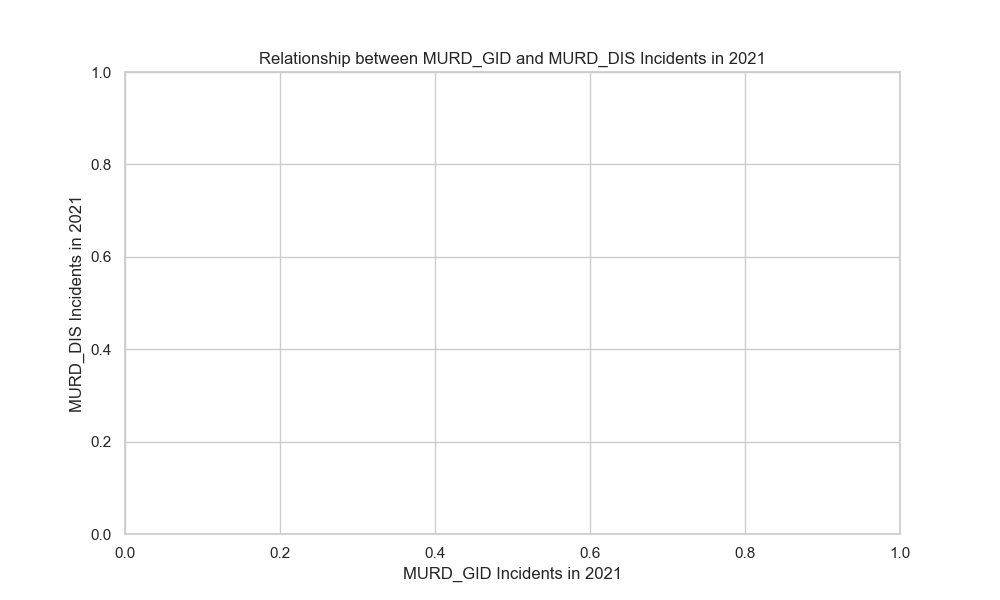 Relationship between MURD_GID and MURD_DIS Incidents in 2021
1.0
0.8
0.6
0.4
0.2
0.0
MURD_DIS Incidents in 2021
0.0 0.2 0.4 0.6 0.8 1.0
MURD_GID Incidents in 2021